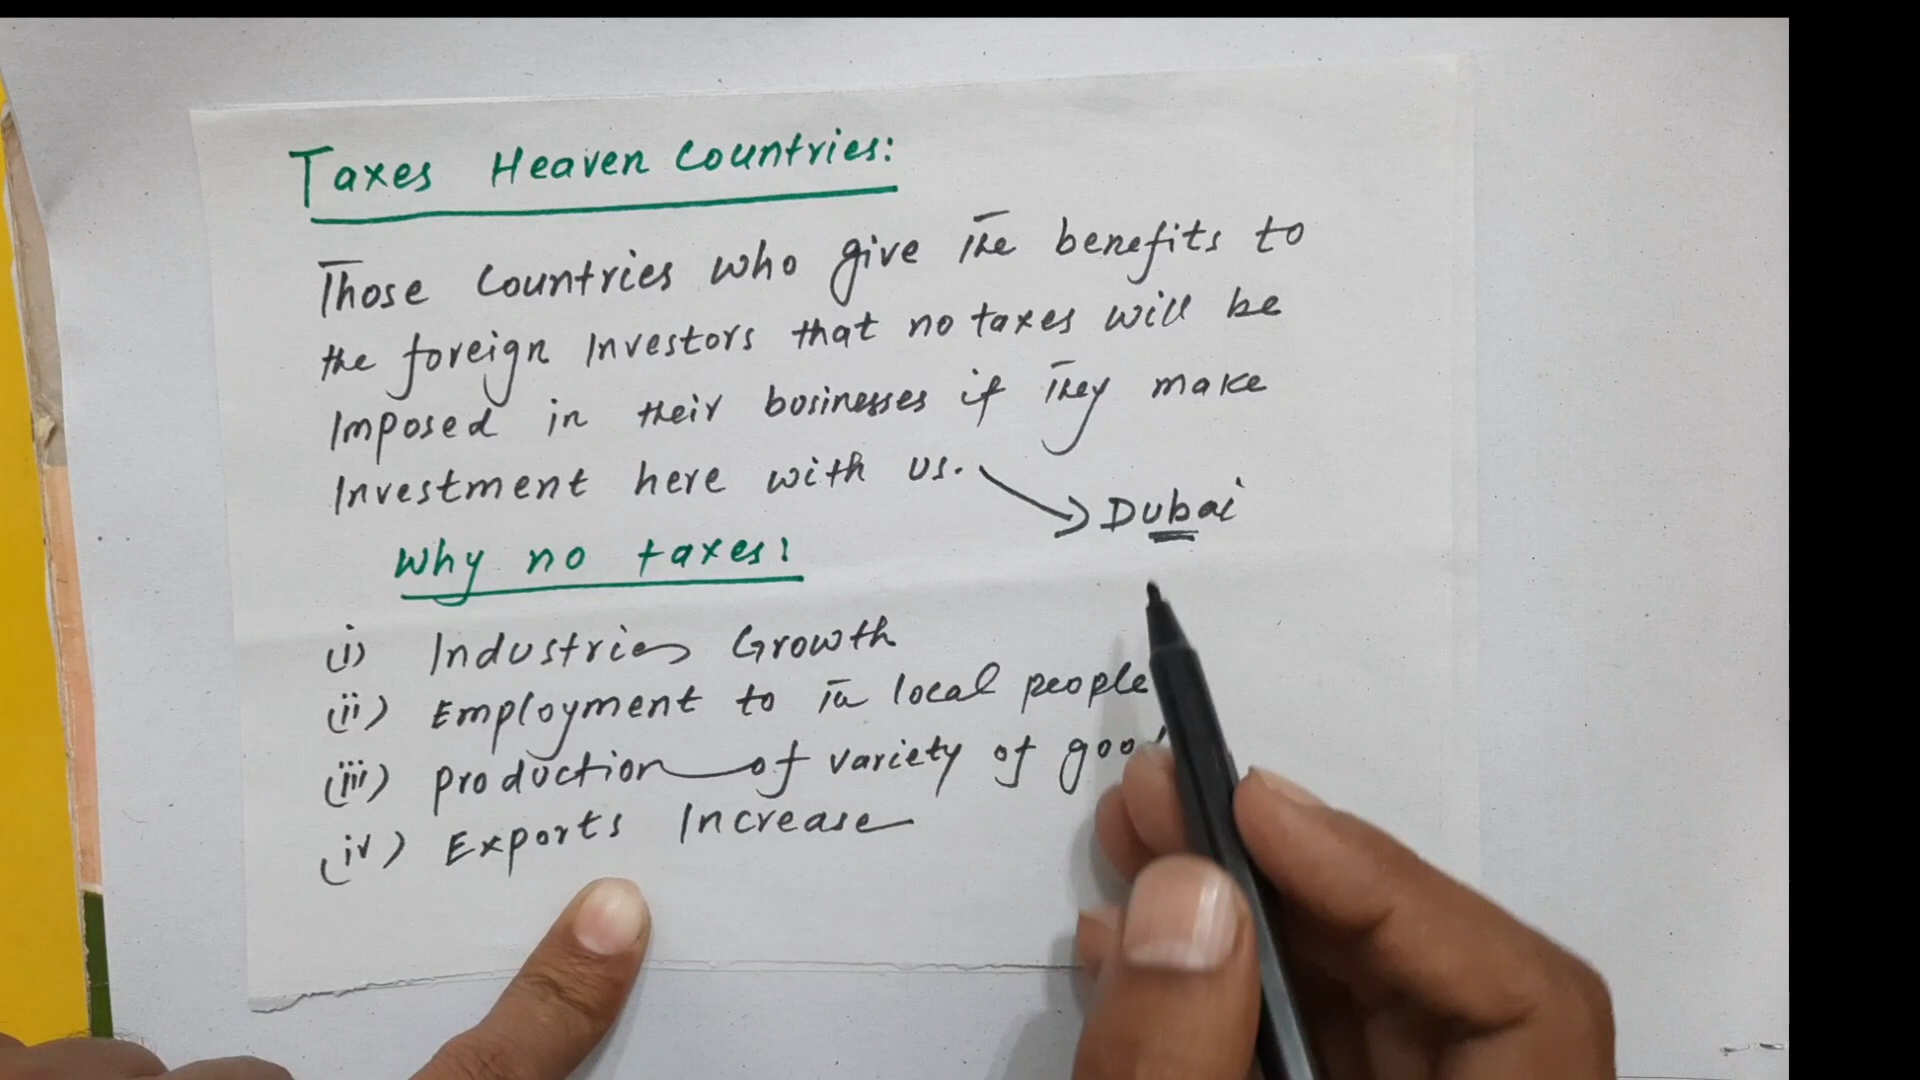 Taxes Heaven Countries:
Those Countries who give the benefits to
the foreign Investors that no taxes will be
Imposed in their businesses if they make
Investment here with us.
Dubai
Why no taxes:
(i) Industries Growth
(ii) Employment to the local people
(iii) production of variety of
(iv) Exports Increase